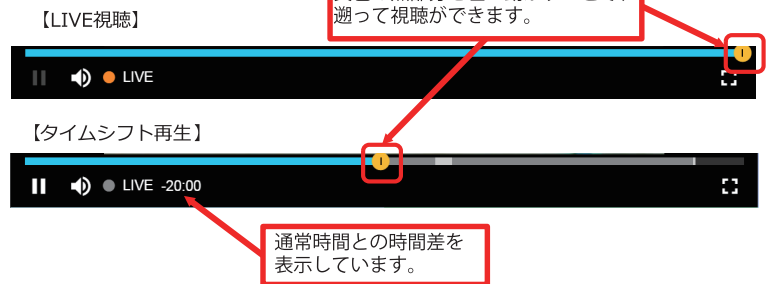 【LIVE視聴】
遡って視聴ができます。
LIVE
【タイムシフト再生】
LIVE -20:00
通常時間との時間差を
表示しています。